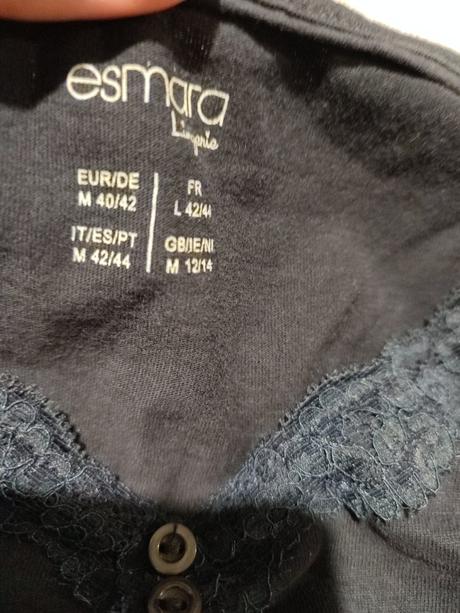 esmara
Lingerie
EUR/DE
M 40/42
FR
L 42/44
IT/ES/PT
M 42/44
GB/IE/NI
M 12/14